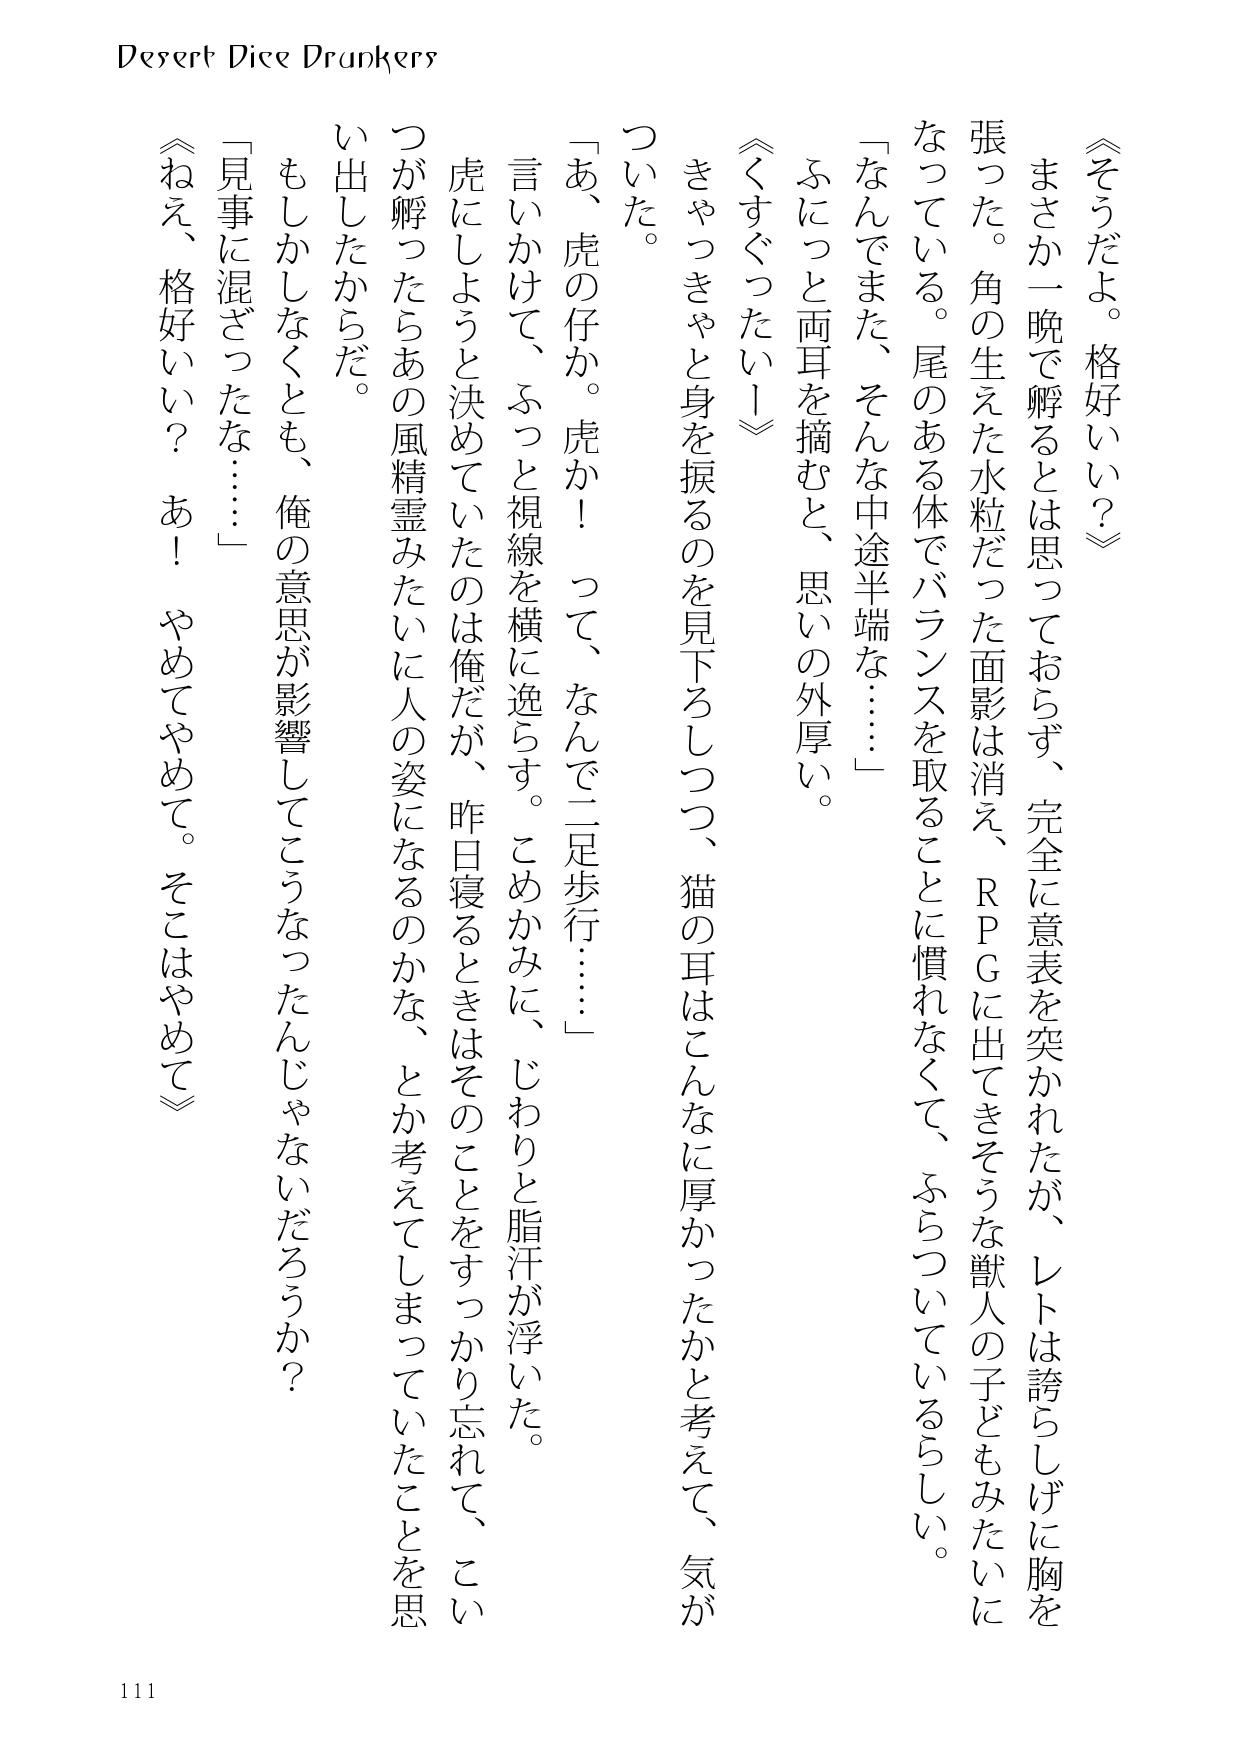 Desert Dice Drunkers
《そうだよ。格好いい？》
まさか一晩で孵るとは思っておらず、完全に意表を突かれたが、レトは誇らしげに胸を
張った。角の生えた水粒だった面影は消え、ＲＰＧに出てきそうな獣人の子どもみたいに
なっている。尾のある体でバランスを取ることに慣れなくて、ふらついているらしい。
「なんでまた、そんな中途半端な……」
ふにっと両耳を摘むと、思いの外厚い。
《くすぐったいー》
きゃっきゃと身を捩るのを見下ろしつつ、猫の耳はこんなに厚かったかと考えて、気が
ついた。
「あ、虎の仔か。虎か！　って、なんで二足歩行……」
言いかけて、ふっと視線を横に逸らす。こめかみに、じわりと脂汗が浮いた。
虎にしようと決めていたのは俺だが、昨日寝るときはそのことをすっかり忘れて、こい
つが孵ったらあの風精霊みたいに人の姿になるのかな、とか考えてしまっていたことを思
い出したからだ。
もしかしなくとも、俺の意思が影響してこうなったんじゃないだろうか？
「見事に混ざったな……」
《ねえ、格好いい？　あ！　やめてやめて。そこはやめて》
111